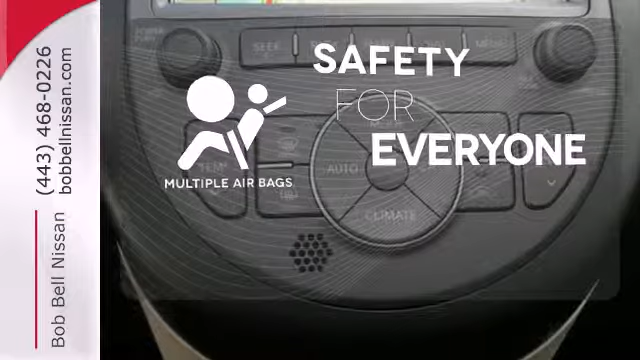 SAFETY
FOR
EVERYONE
MULTIPLE AIR BAGS
(443) 468-0226
bobbellnissan.com
Bob Bell Nissan
SEEK
AUTO
CLIMATE